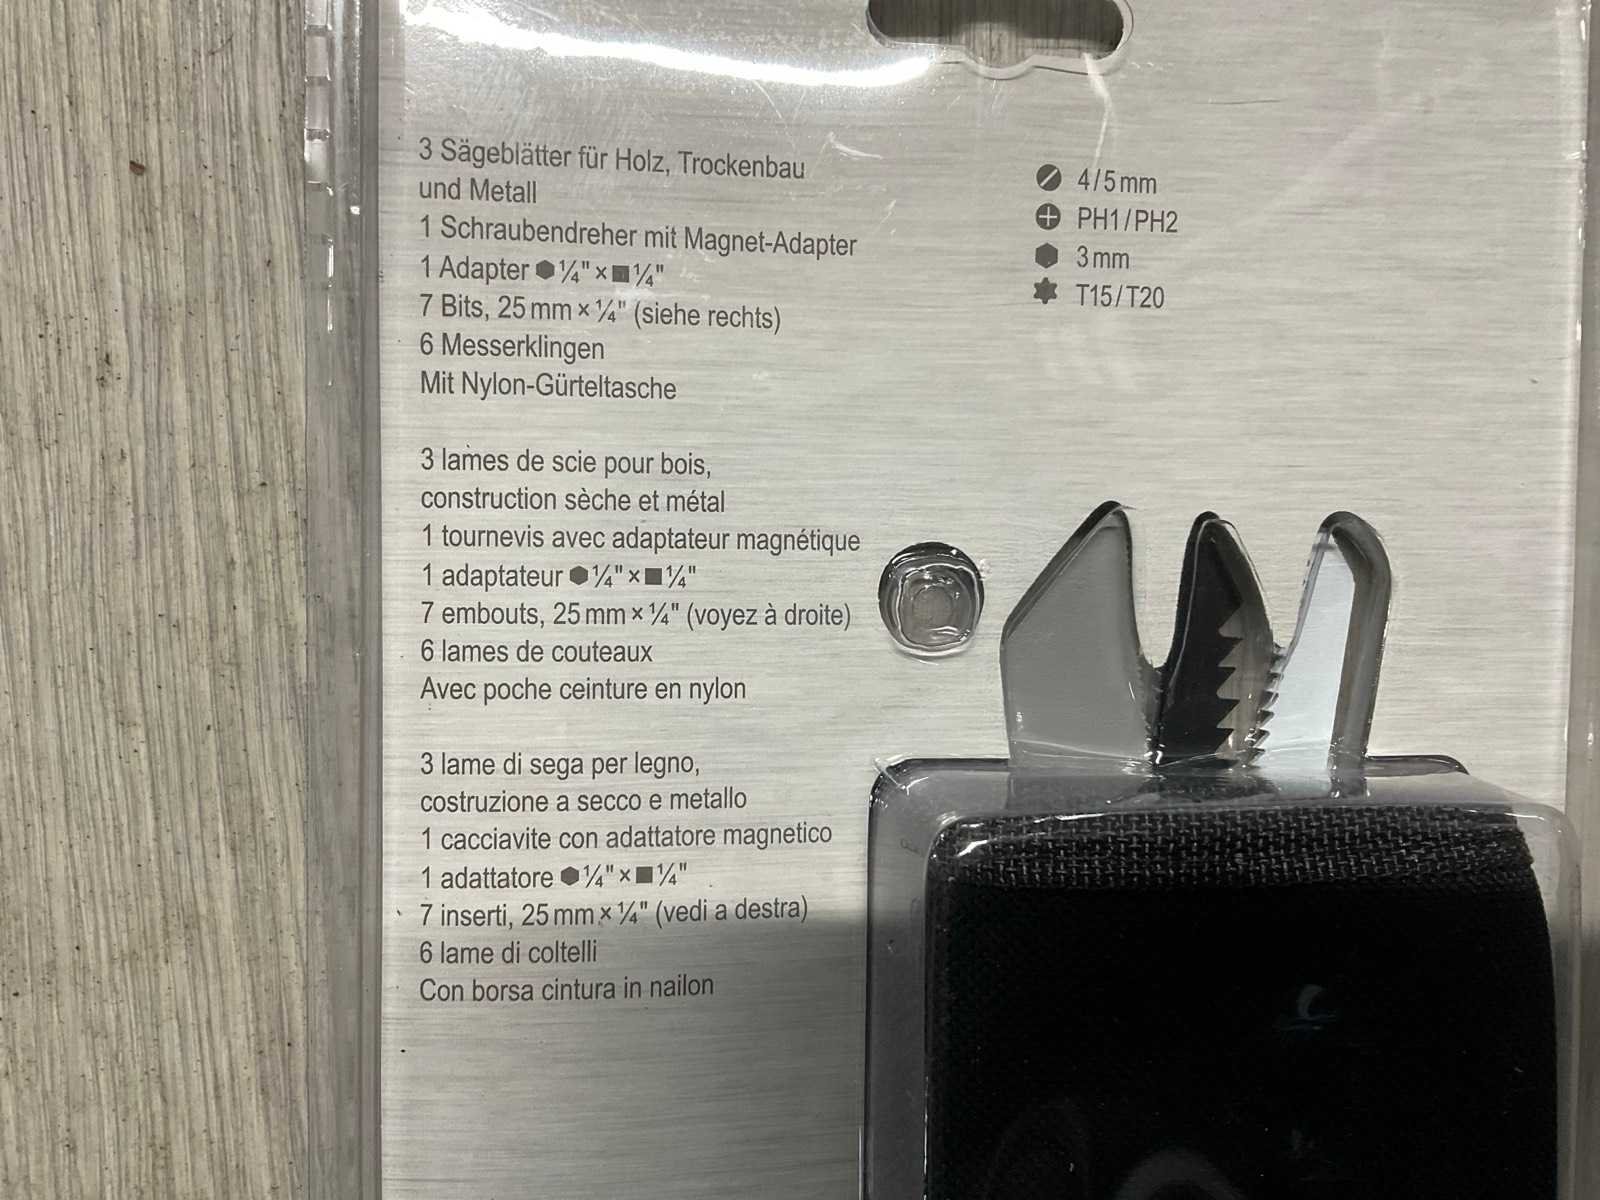 3 Sägeblätter für Holz, Trockenbau
und Metall
1 Schraubendreher mit Magnet-Adapter
1 Adapter ⬢¼" × ■¼"
7 Bits, 25 mm × ¼" (siehe rechts)
6 Messerklingen
Mit Nylon-Gürteltasche
3 lames de scie pour bois,
construction sèche et métal
1 tournevis avec adaptateur magnétique
1 adaptateur ⬢¼" × ■¼"
7 embouts, 25 mm × ¼" (voyez à droite)
6 lames de couteaux
Avec poche ceinture en nylon
3 lame di sega per legno,
costruzione a secco e metallo
1 cacciavite con adattatore magnetico
1 adattatore ⬢¼" × ■¼"
7 inserti, 25 mm × ¼" (vedi a destra)
6 lame di coltelli
Con borsa cintura in nailon
4/5 mm
PH1/PH2
3 mm
T15/T20